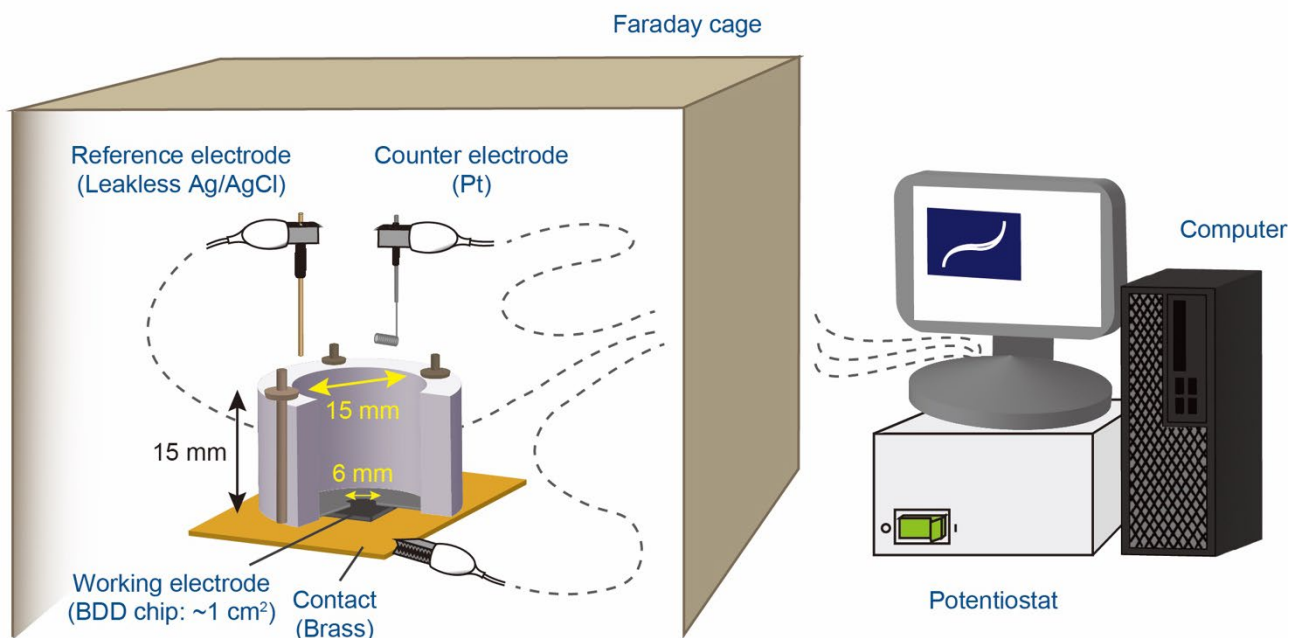 Faraday cage
Reference electrode
(Leakless Ag/AgCl)
Counter electrode
(Pt)
Computer
15 mm
15 mm
6 mm
Working electrode
(BDD chip: ~1 cm²)
Contact
(Brass)
Potentiostat